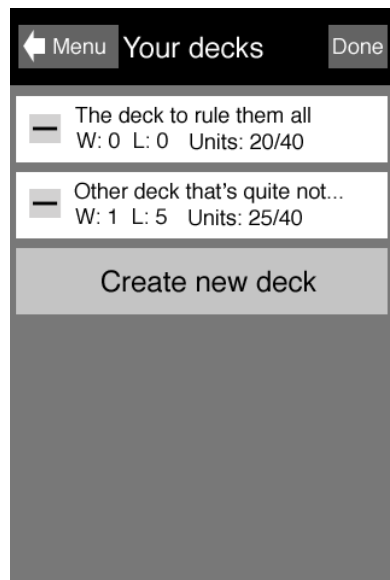 Menu Your decks Done
The deck to rule them all
W: 0 L: 0 Units: 20/40
Other deck that's quite not...
W: 1 L: 5 Units: 25/40
Create new deck